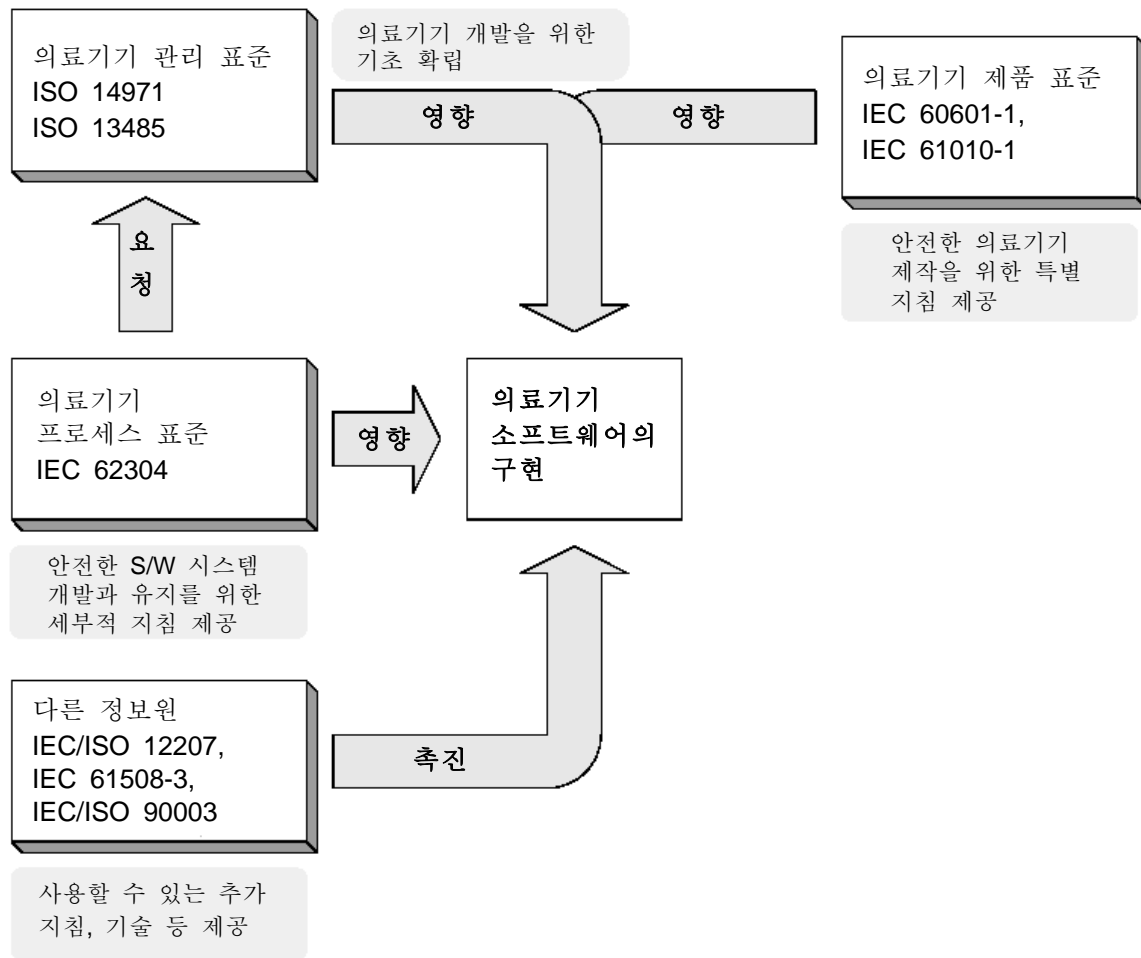 의료기기 관리 표준
ISO 14971
ISO 13485
의료기기 개발을 위한
기초 확립
영향
영향
의료기기 제품 표준
IEC 60601-1,
IEC 61010-1
안전한 의료기기
제작을 위한 특별
지침 제공
요
청
의료기기
프로세스 표준
IEC 62304
영향
의료기기
소프트웨어의
구현
안전한 S/W 시스템
개발과 유지를 위한
세부적 지침 제공
다른 정보원
IEC/ISO 12207,
IEC 61508-3,
IEC/ISO 90003
촉진
사용할 수 있는 추가
지침, 기술 등 제공